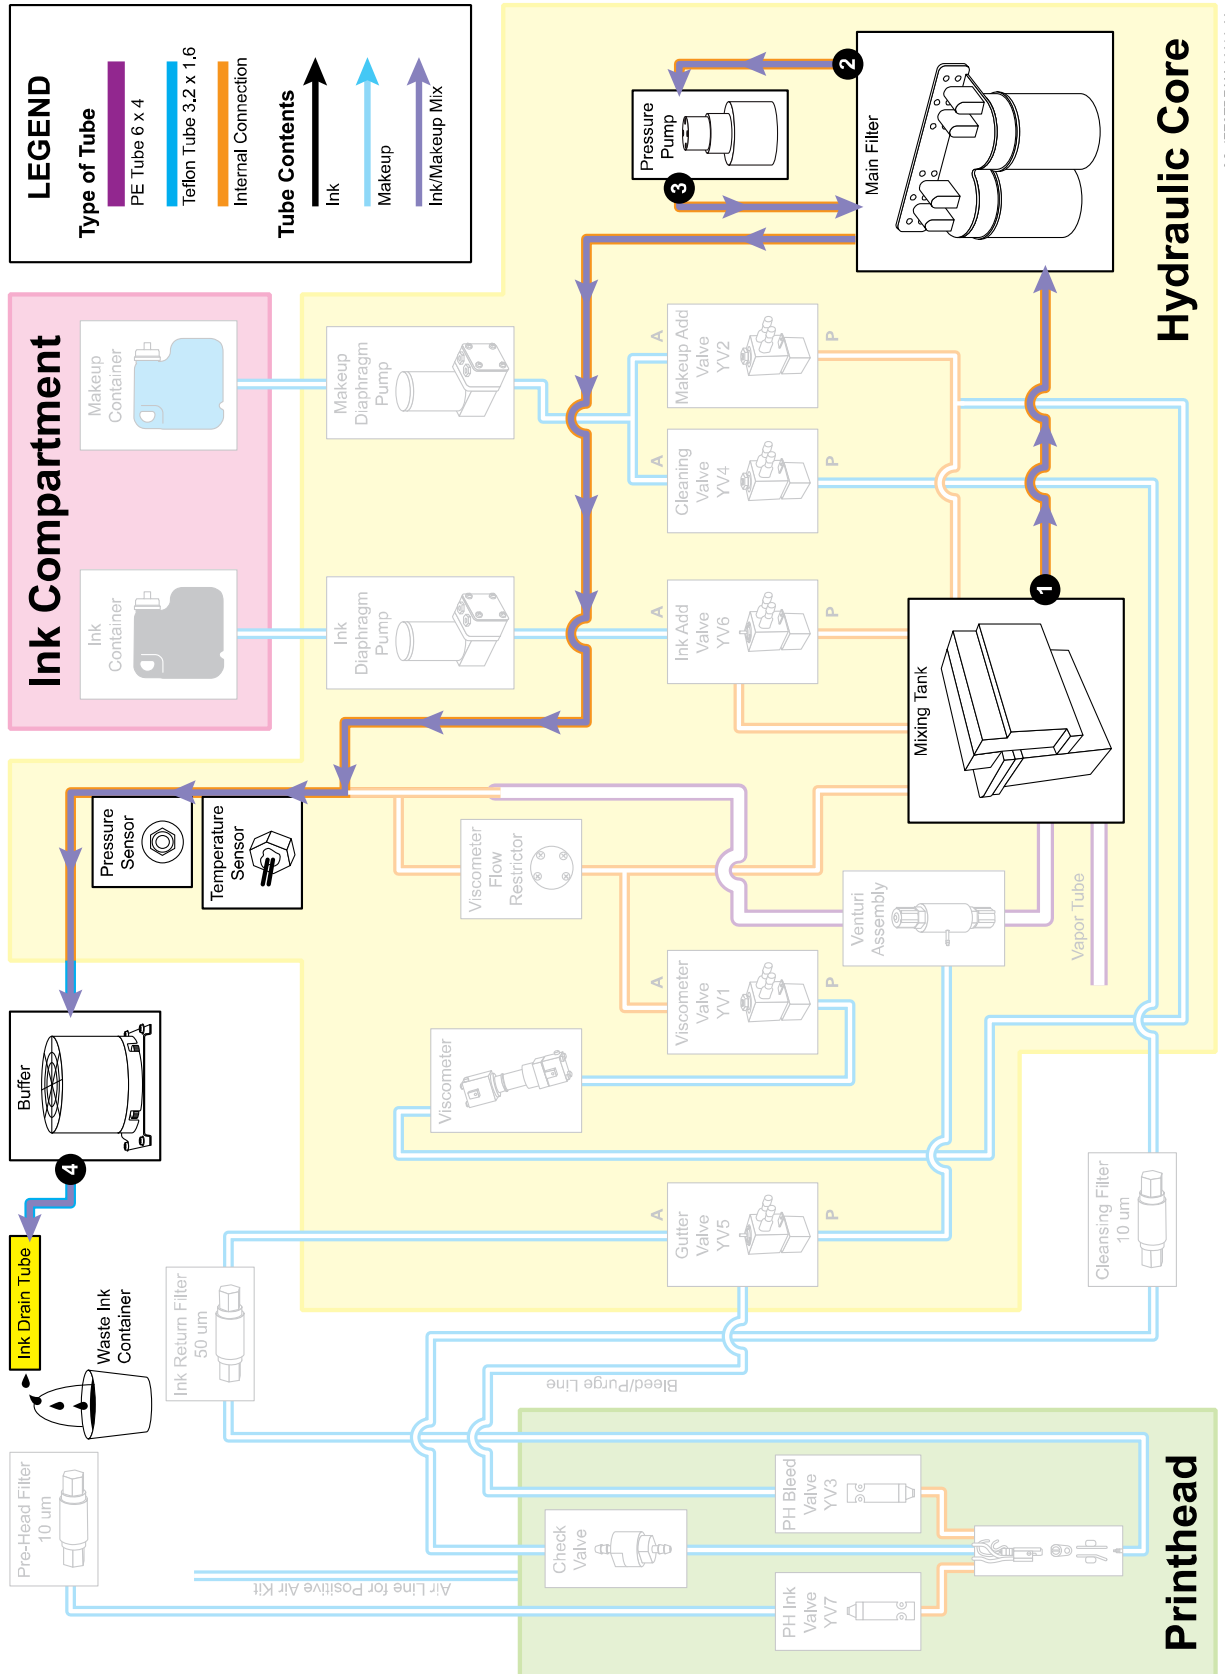 LEGEND
Type of Tube
PE Tube 6 x 4
Teflon Tube 3.2 x 1.6
Internal Connection
Tube Contents
Ink
Makeup
Ink/Makeup Mix
Ink Compartment
Ink
Container
Makeup
Container
Hydraulic Core
Ink
Diaphragm
Pump
Makeup
Diaphragm
Pump
Pressure
Pump
2
3
Main Filter
Pressure
Sensor
Temperature
Sensor
Viscometer
Flow
Restrictor
A
Ink Add
Valve
YV6
P
A
Cleaning
Valve
YV4
P
A
Makeup Add
Valve
YV2
P
Mixing Tank
1
Venturi
Assembly
Vapor Tube
A
Viscometer
Valve
YV1
P
Viscometer
A
Gutter
Valve
YV5
P
Buffer
4
Ink Drain Tube
Waste Ink
Container
Ink Return Filter
50 um
Cleansing Filter
10 um
Pre-Head Filter
10 um
Bleed/Purge Line
Air Line for Positive Air Kit
Check
Valve
PH Bleed
Valve
YV3
PH Ink
Valve
YV7
Printhead